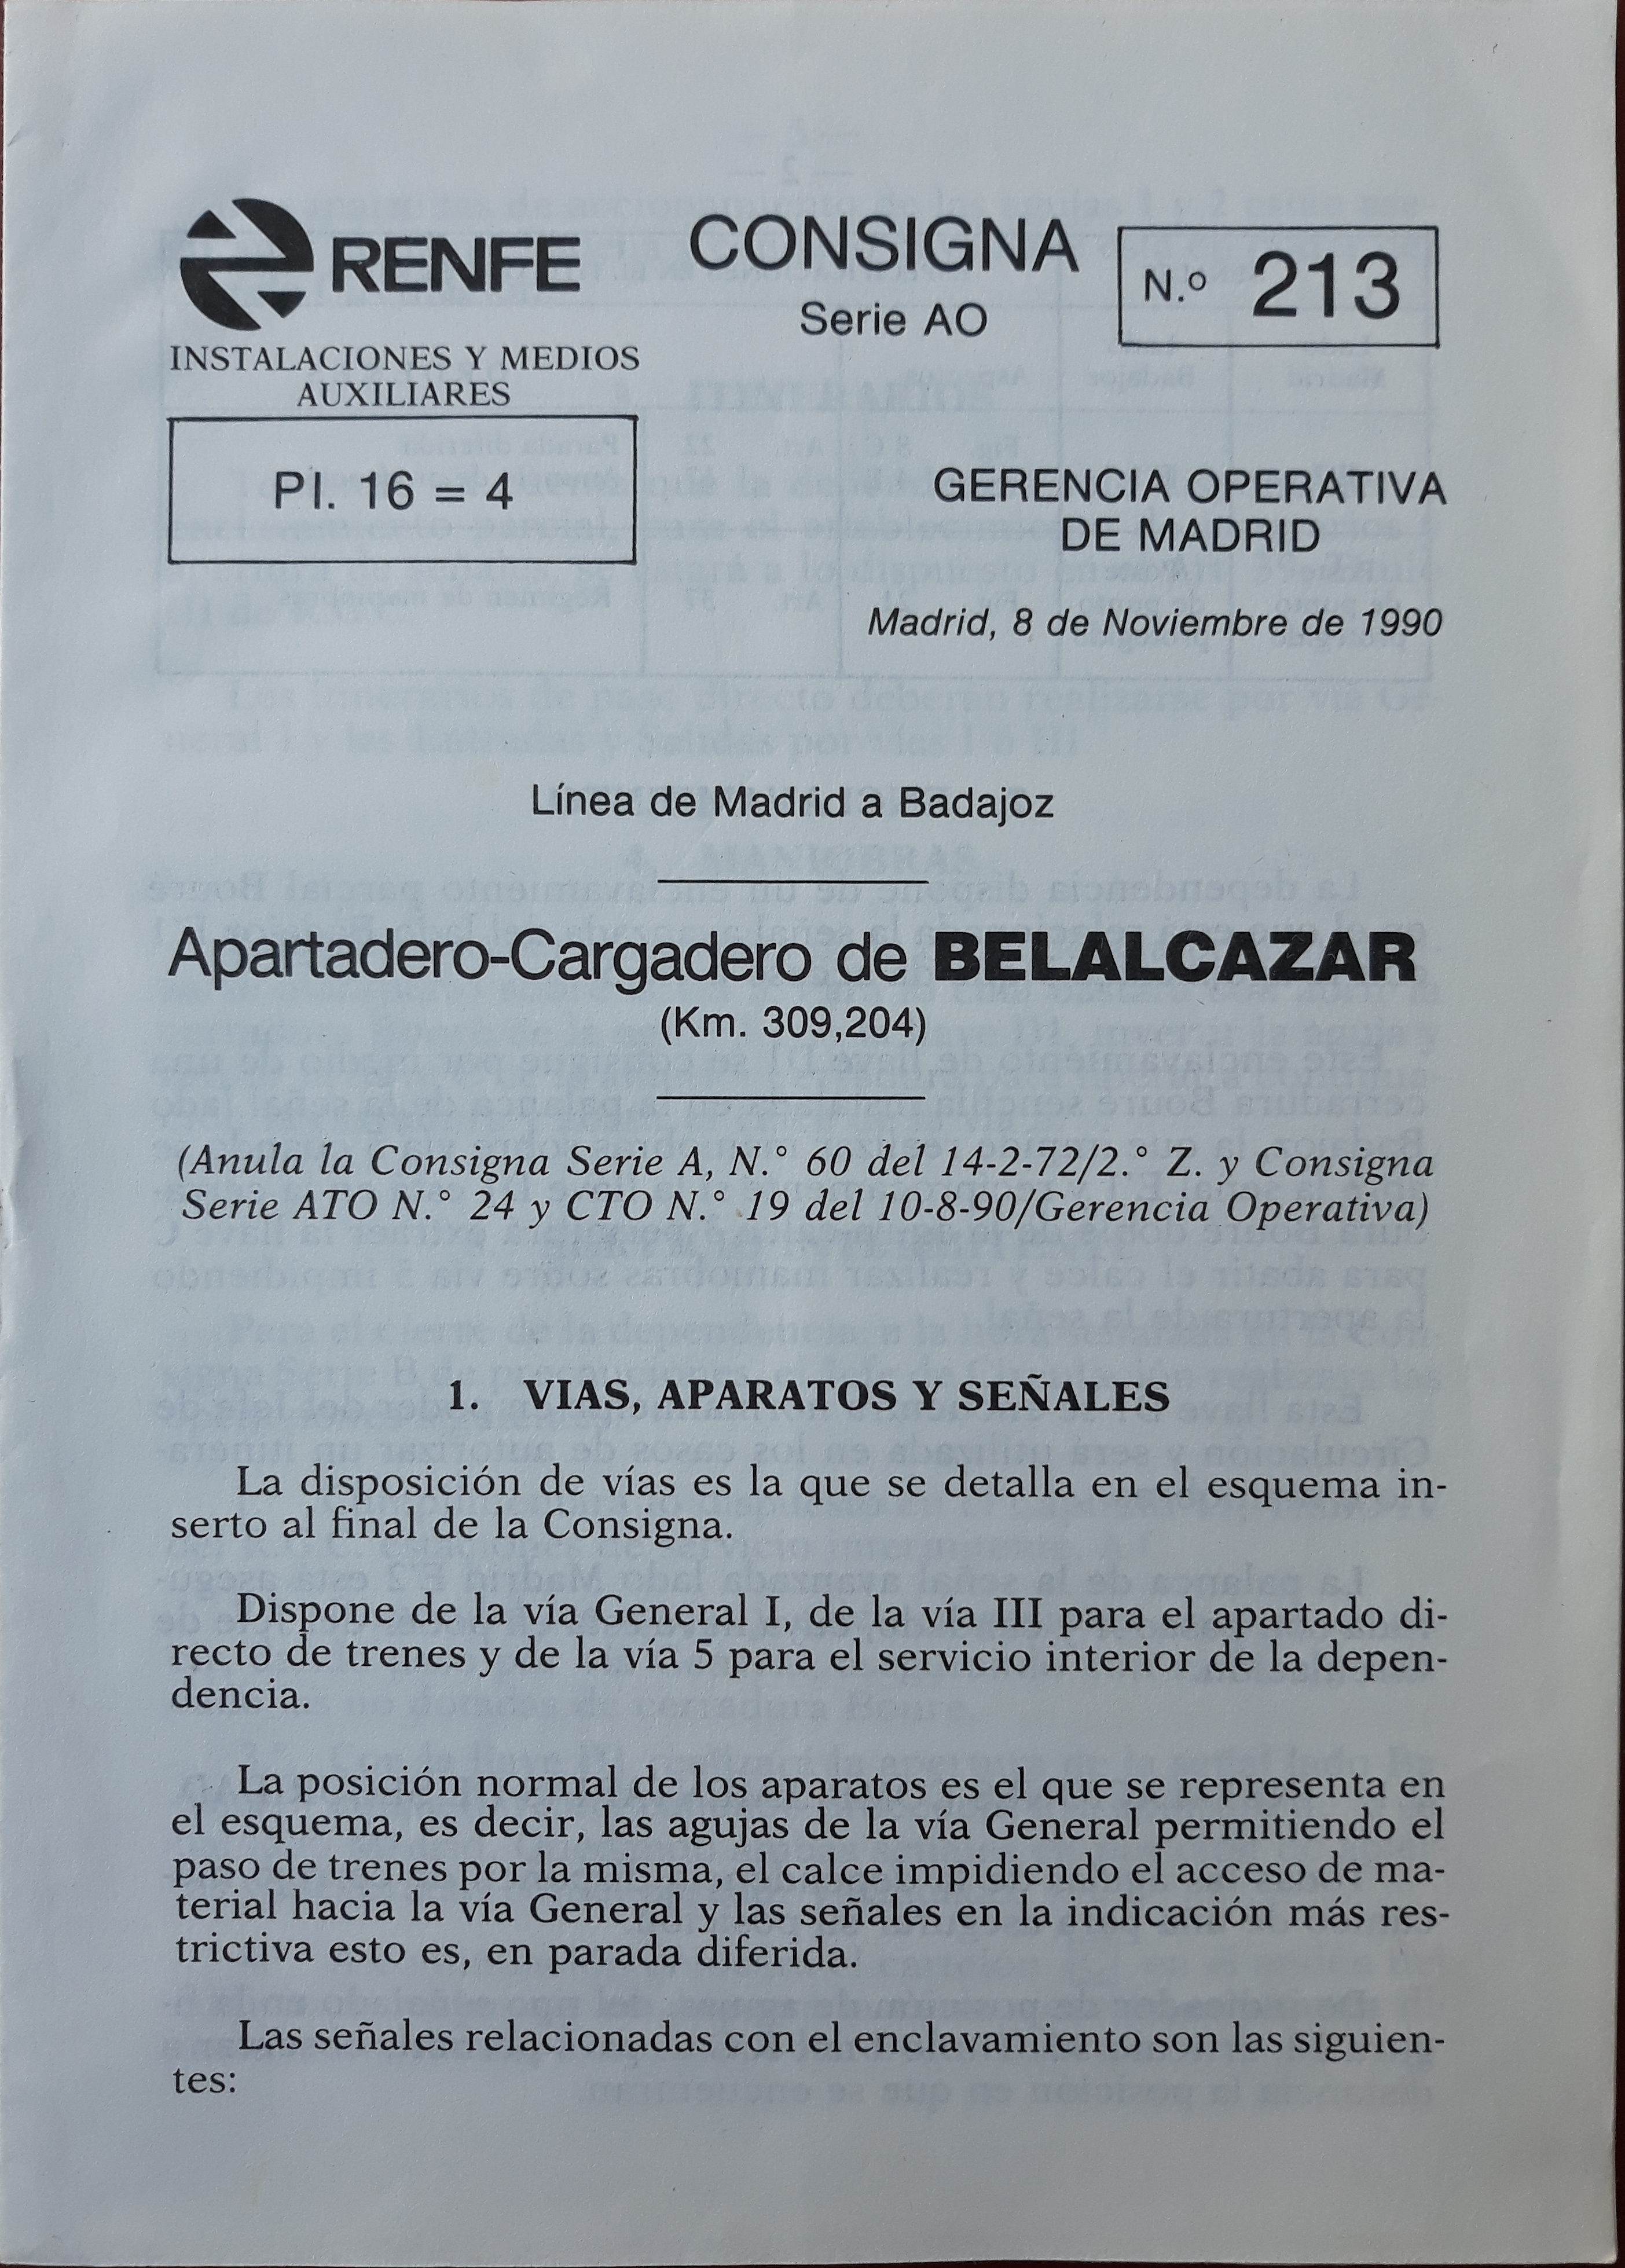 RENFE
INSTALACIONES Y MEDIOS
AUXILIARES
PI. 16 = 4
CONSIGNA
Serie AO
N.º 213
GERENCIA OPERATIVA
DE MADRID
Madrid, 8 de Noviembre de 1990
Línea de Madrid a Badajoz
Apartadero-Cargadero de BELALCAZAR
(Km. 309,204)
(Anula la Consigna Serie A, N.° 60 del 14-2-72/2.° Z. y Consigna
Serie ATO N.° 24 y CTO N.° 19 del 10-8-90/Gerencia Operativa)
1. VIAS, APARATOS Y SEÑALES
La disposición de vías es la que se detalla en el esquema in-
serto al final de la Consigna.
Dispone de la vía General I, de la vía III para el apartado di-
recto de trenes y de la vía 5 para el servicio interior de la depen-
dencia.
La posición normal de los aparatos es el que se representa en
el esquema, es decir, las agujas de la vía General permitiendo el
paso de trenes por la misma, el calce impidiendo el acceso de ma-
terial hacia la vía General y las señales en la indicación más res-
trictiva esto es, en parada diferida.
Las señales relacionadas con el enclavamiento son las siguien-
tes: